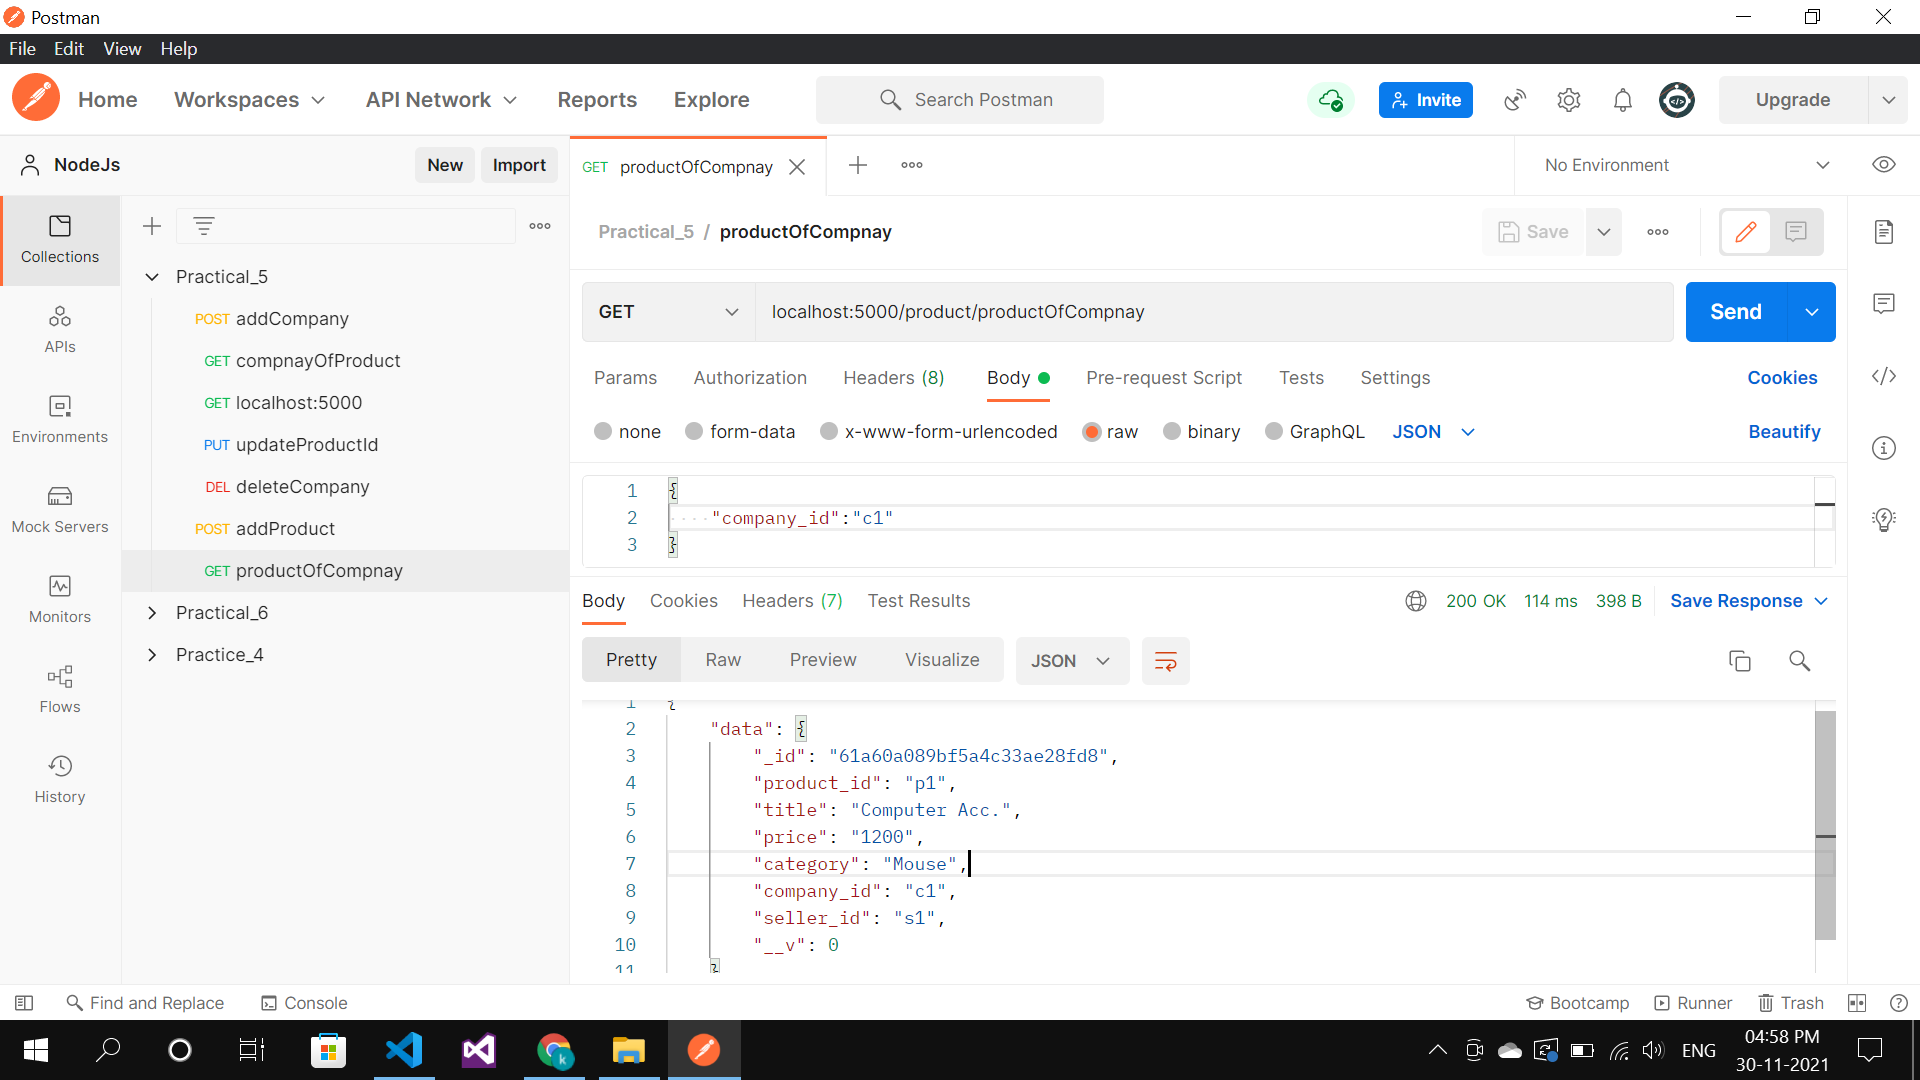 Postman
File Edit View Help
Home Workspaces API Network Reports Explore Search Postman Invite Upgrade
NodeJs New Import GET productOfCompnay No Environment
Practical_5 / productOfCompnay Save
Collections
APIs
Environments
Mock Servers
Monitors
Flows
History
Practical_5
POST addCompany
GET compnayOfProduct
GET localhost:5000
PUT updateProductId
DEL deleteCompany
POST addProduct
GET productOfCompnay
Practical_6
Practice_4
GET localhost:5000/product/productOfCompnay Send
Params Authorization Headers (8) Body Pre-request Script Tests Settings Cookies
none form-data x-www-form-urlencoded raw binary GraphQL JSON Beautify
1 {
2 "company_id":"c1"
3 }
Body Cookies Headers (7) Test Results 200 OK 114 ms 398 B Save Response
Pretty Raw Preview Visualize JSON
1 {
2 "data": {
3 "_id": "61a60a089bf5a4c33ae28fd8",
4 "product_id": "p1",
5 "title": "Computer Acc.",
6 "price": "1200",
7 "category": "Mouse",
8 "company_id": "c1",
9 "seller_id": "s1",
10 "__v": 0
11 }
Find and Replace Console Bootcamp Runner Trash
k ENG 04:58 PM
30-11-2021